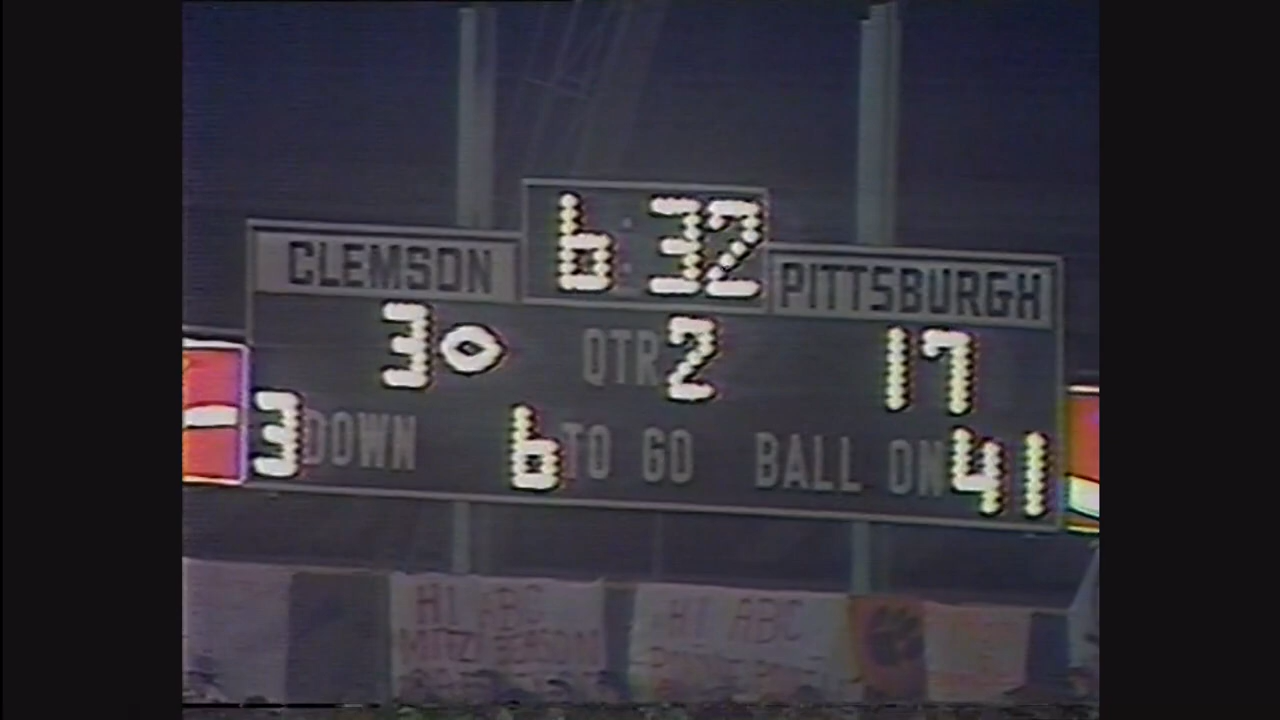 6:32
CLEMSON PITTSBURGH
30 QTR 2 17
3 DOWN 6 TO GO BALL ON 41
HI ABC HI ABC